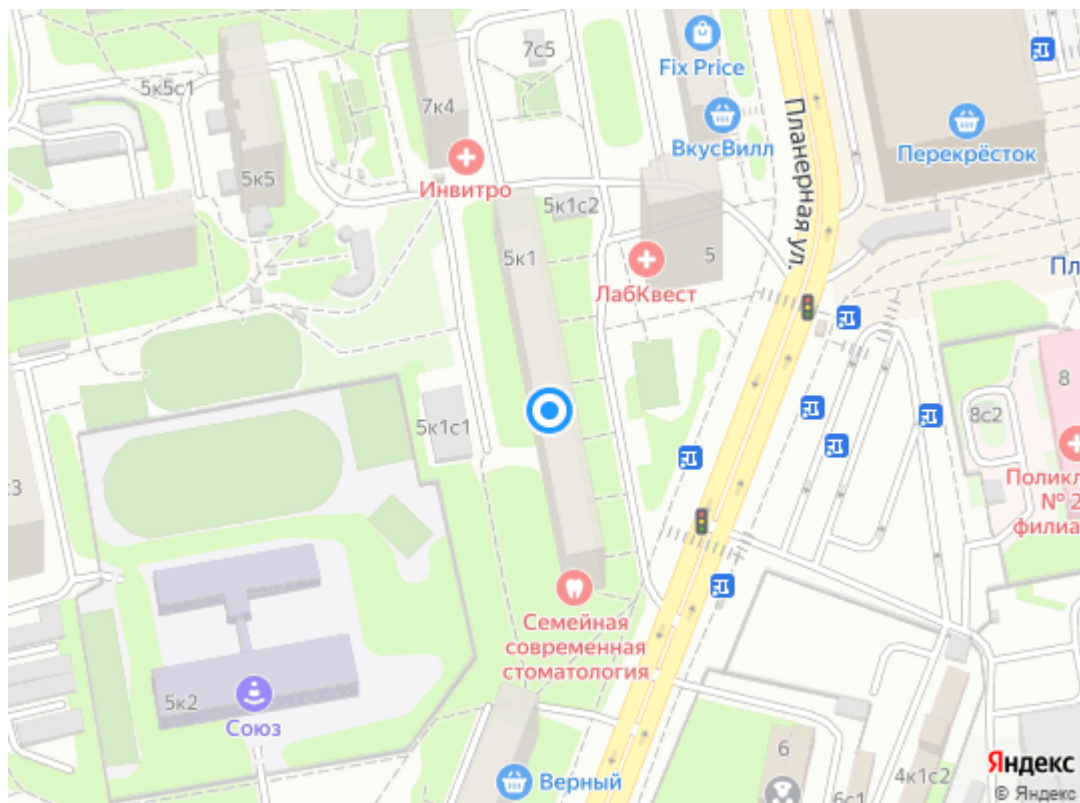 7с5
Fix Price
5к5с1
7к4
ВкусВилл
Планерная ул.
Перекрёсток
Инвитро
5к5
5к1с2
5к1
5
ЛабКвест
8
8с2
5к1с1
Семейная
современная
стоматология
5к2
Союз
Верный
6
4к1с2
6с1
Яндекс
© Яндекс